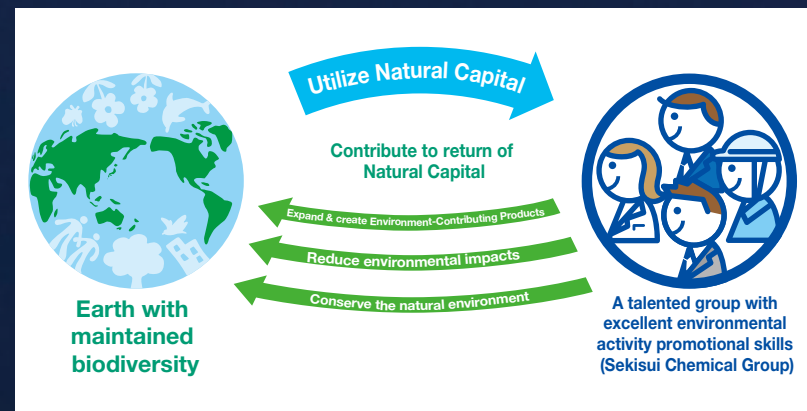 Utilize Natural Capital
Contribute to return of
Natural Capital
Expand & create Environment-Contributing Products
Reduce environmental impacts
Conserve the natural environment
Earth with
maintained
biodiversity
A talented group with
excellent environmental
activity promotional skills
(Sekisui Chemical Group)